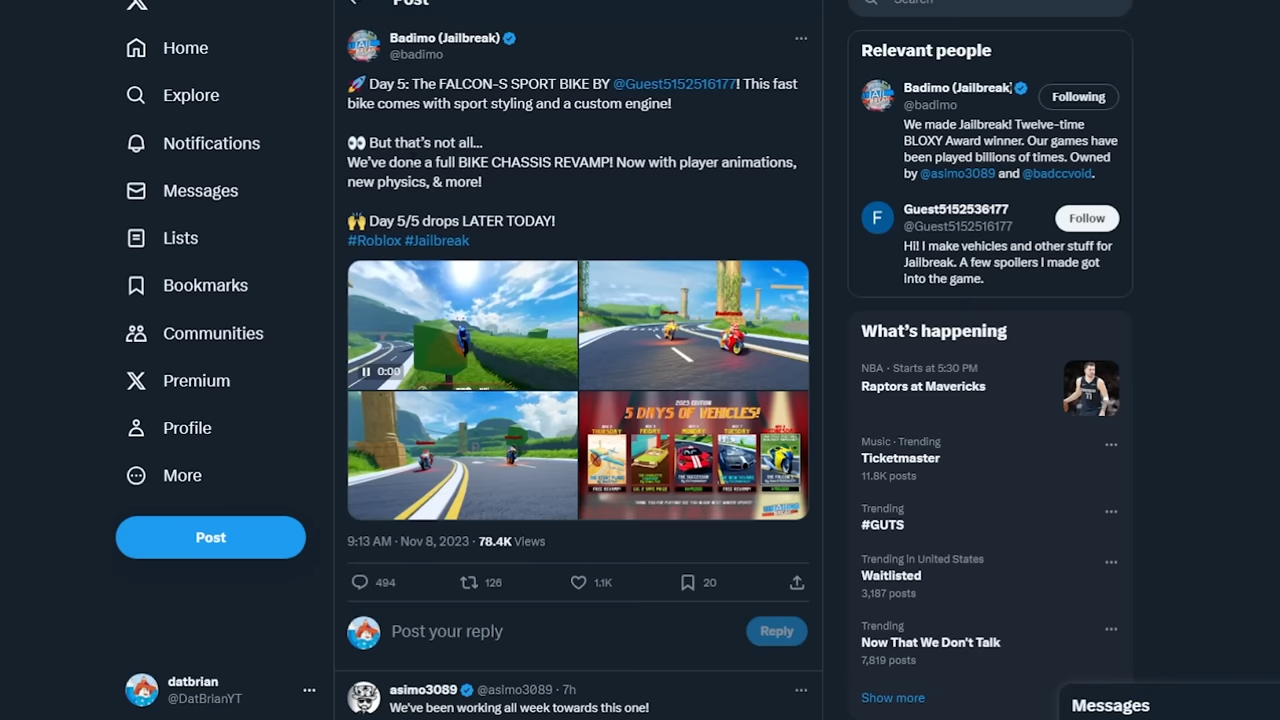 Post
Search
Home
Explore
Notifications
Messages
Lists
Bookmarks
Communities
Premium
Profile
More
Post
datbrian
@DatBrianYT
Badimo (Jailbreak)
@badimo
🚀 Day 5: The FALCON-S SPORT BIKE BY @Guest5152516177! This fast
bike comes with sport styling and a custom engine!
👀 But that's not all...
We've done a full BIKE CHASSIS REVAMP! Now with player animations,
new physics, & more!
🙌 Day 5/5 drops LATER TODAY!
#Roblox #Jailbreak
0:00
2023 EDITION
5 DAYS OF VEHICLES!
THURSDAY
FRIDAY
MONDAY
TUESDAY
9:13 AM · Nov 8, 2023 · 78.4K Views
494
126
1.1K
20
Post your reply
Reply
asimo3089 @asimo3089 · 7h
We've been working all week towards this one!
Relevant people
Badimo (Jailbreak)
@badimo
Following
We made Jailbreak! Twelve-time
BLOXY Award winner. Our games have
been played billions of times. Owned
by @asimo3089 and @badccvoid.
F
Guest5152536177
@Guest5152516177
Follow
Hi! I make vehicles and other stuff for
Jailbreak. A few spoilers I made got
into the game.
What's happening
NBA · Starts at 5:30 PM
Raptors at Mavericks
Music · Trending
Ticketmaster
11.8K posts
Trending
#GUTS
Trending in United States
Waitlisted
3,187 posts
Trending
Now That We Don't Talk
7,819 posts
Show more
Messages